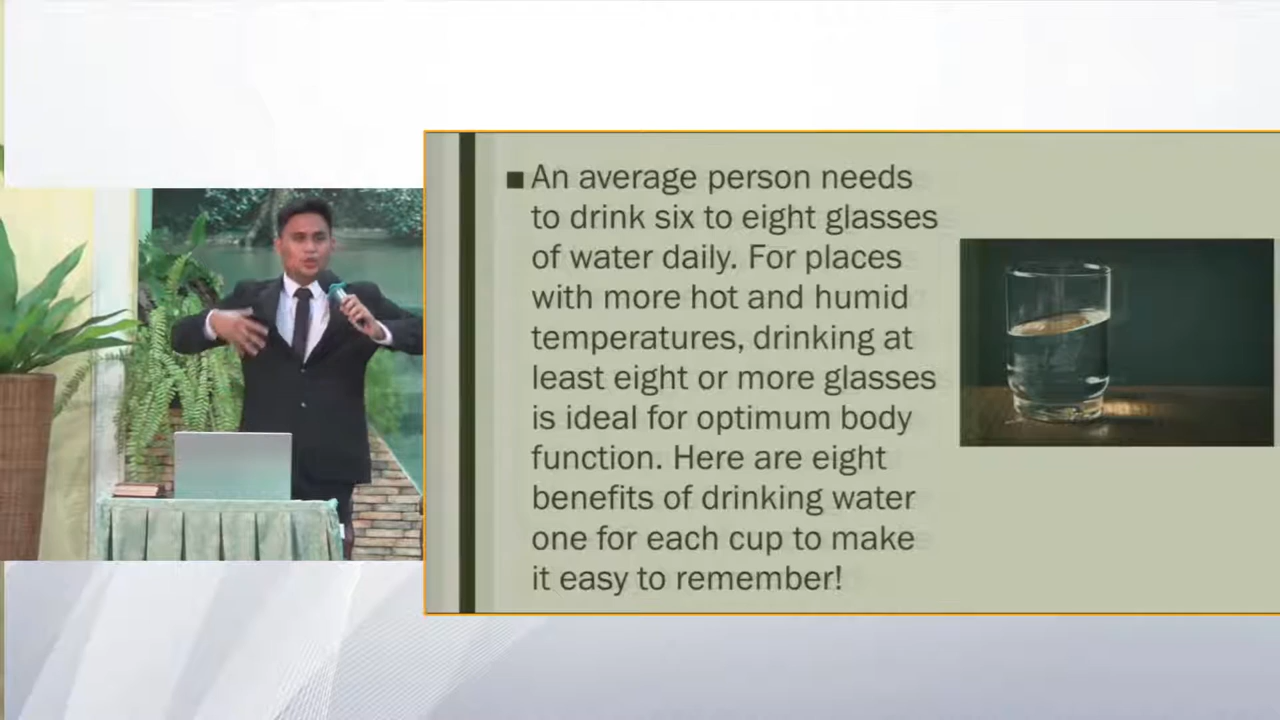 ■ An average person needs
to drink six to eight glasses
of water daily. For places
with more hot and humid
temperatures, drinking at
least eight or more glasses
is ideal for optimum body
function. Here are eight
benefits of drinking water
one for each cup to make
it easy to remember!